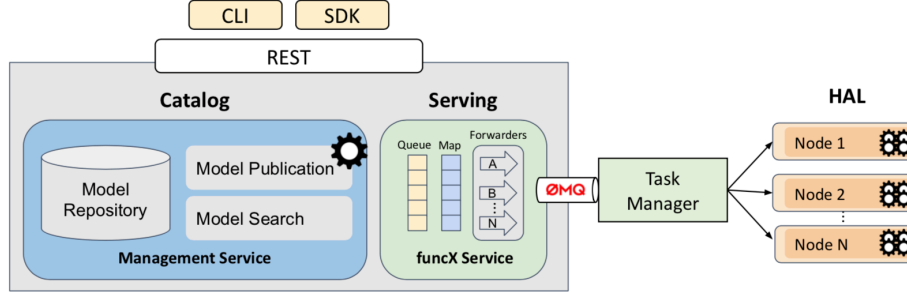 CLI
SDK
REST
Catalog
Serving
HAL
Model
Repository
Model Publication
Model Search
Management Service
Queue
Map
Forwarders
A
B
N
funcX Service
ØMQ
Task
Manager
Node 1
Node 2
Node N